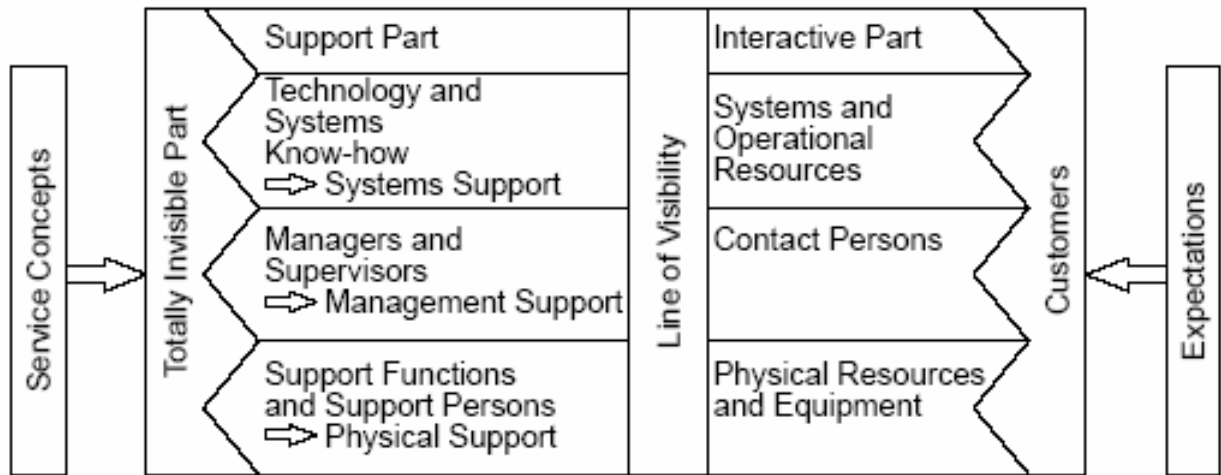 Service Concepts
Totally Invisible Part
Support Part
Technology and
Systems
Know-how
Systems Support
Managers and
Supervisors
Management Support
Support Functions
and Support Persons
Physical Support
Line of Visibility
Interactive Part
Systems and
Operational
Resources
Contact Persons
Physical Resources
and Equipment
Customers
Expectations